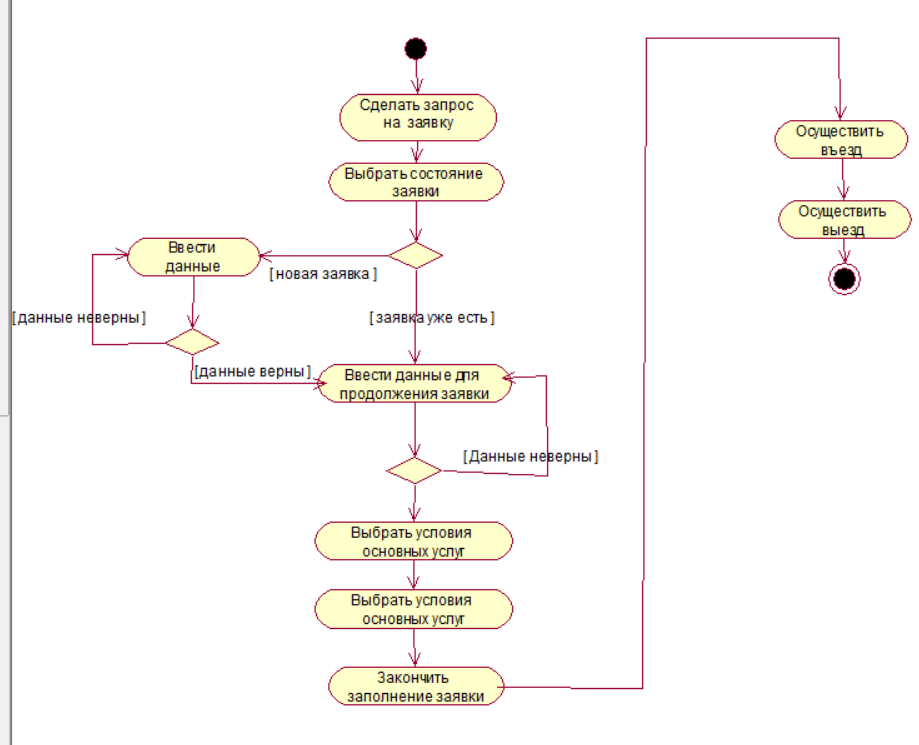 Сделать запрос
на заявку
Выбрать состояние
заявки
Ввести
данные
[новая заявка]
[данные неверны]
[заявка уже есть]
[данные верны]
Ввести данные для
продолжения заявки
[Данные неверны]
Выбрать условия
основных услуг
Выбрать условия
основных услуг
Закончить
заполнение заявки
Осуществить
въезд
Осуществить
выезд